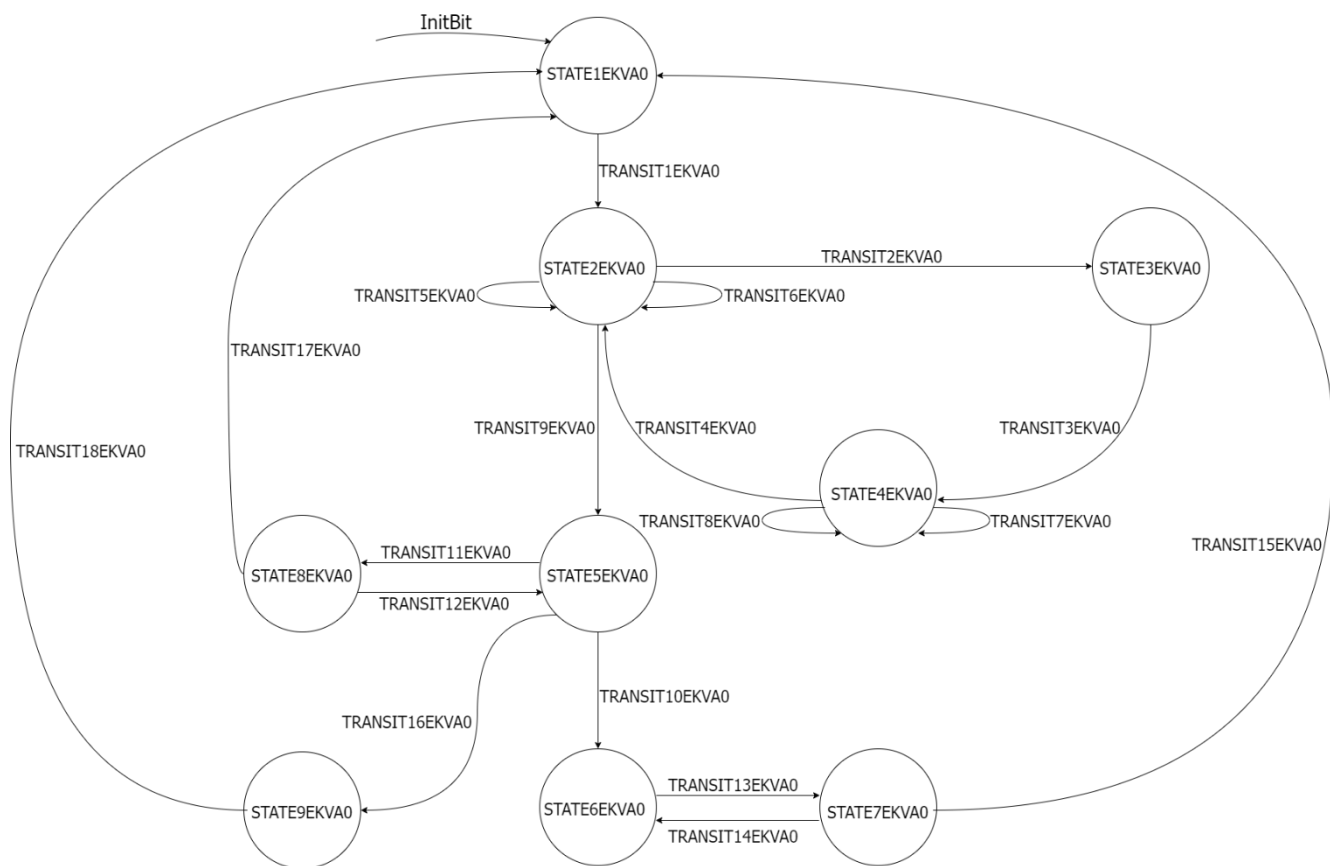 InitBit
STATE1EKVA0
TRANSIT1EKVA0
TRANSIT2EKVA0
STATE2EKVA0
STATE3EKVA0
TRANSIT5EKVA0
TRANSIT6EKVA0
TRANSIT17EKVA0
TRANSIT9EKVA0
TRANSIT4EKVA0
TRANSIT3EKVA0
TRANSIT18EKVA0
STATE4EKVA0
TRANSIT8EKVA0
TRANSIT7EKVA0
TRANSIT15EKVA0
TRANSIT11EKVA0
STATE8EKVA0
STATE5EKVA0
TRANSIT12EKVA0
TRANSIT10EKVA0
TRANSIT16EKVA0
TRANSIT13EKVA0
STATE9EKVA0
STATE6EKVA0
STATE7EKVA0
TRANSIT14EKVA0